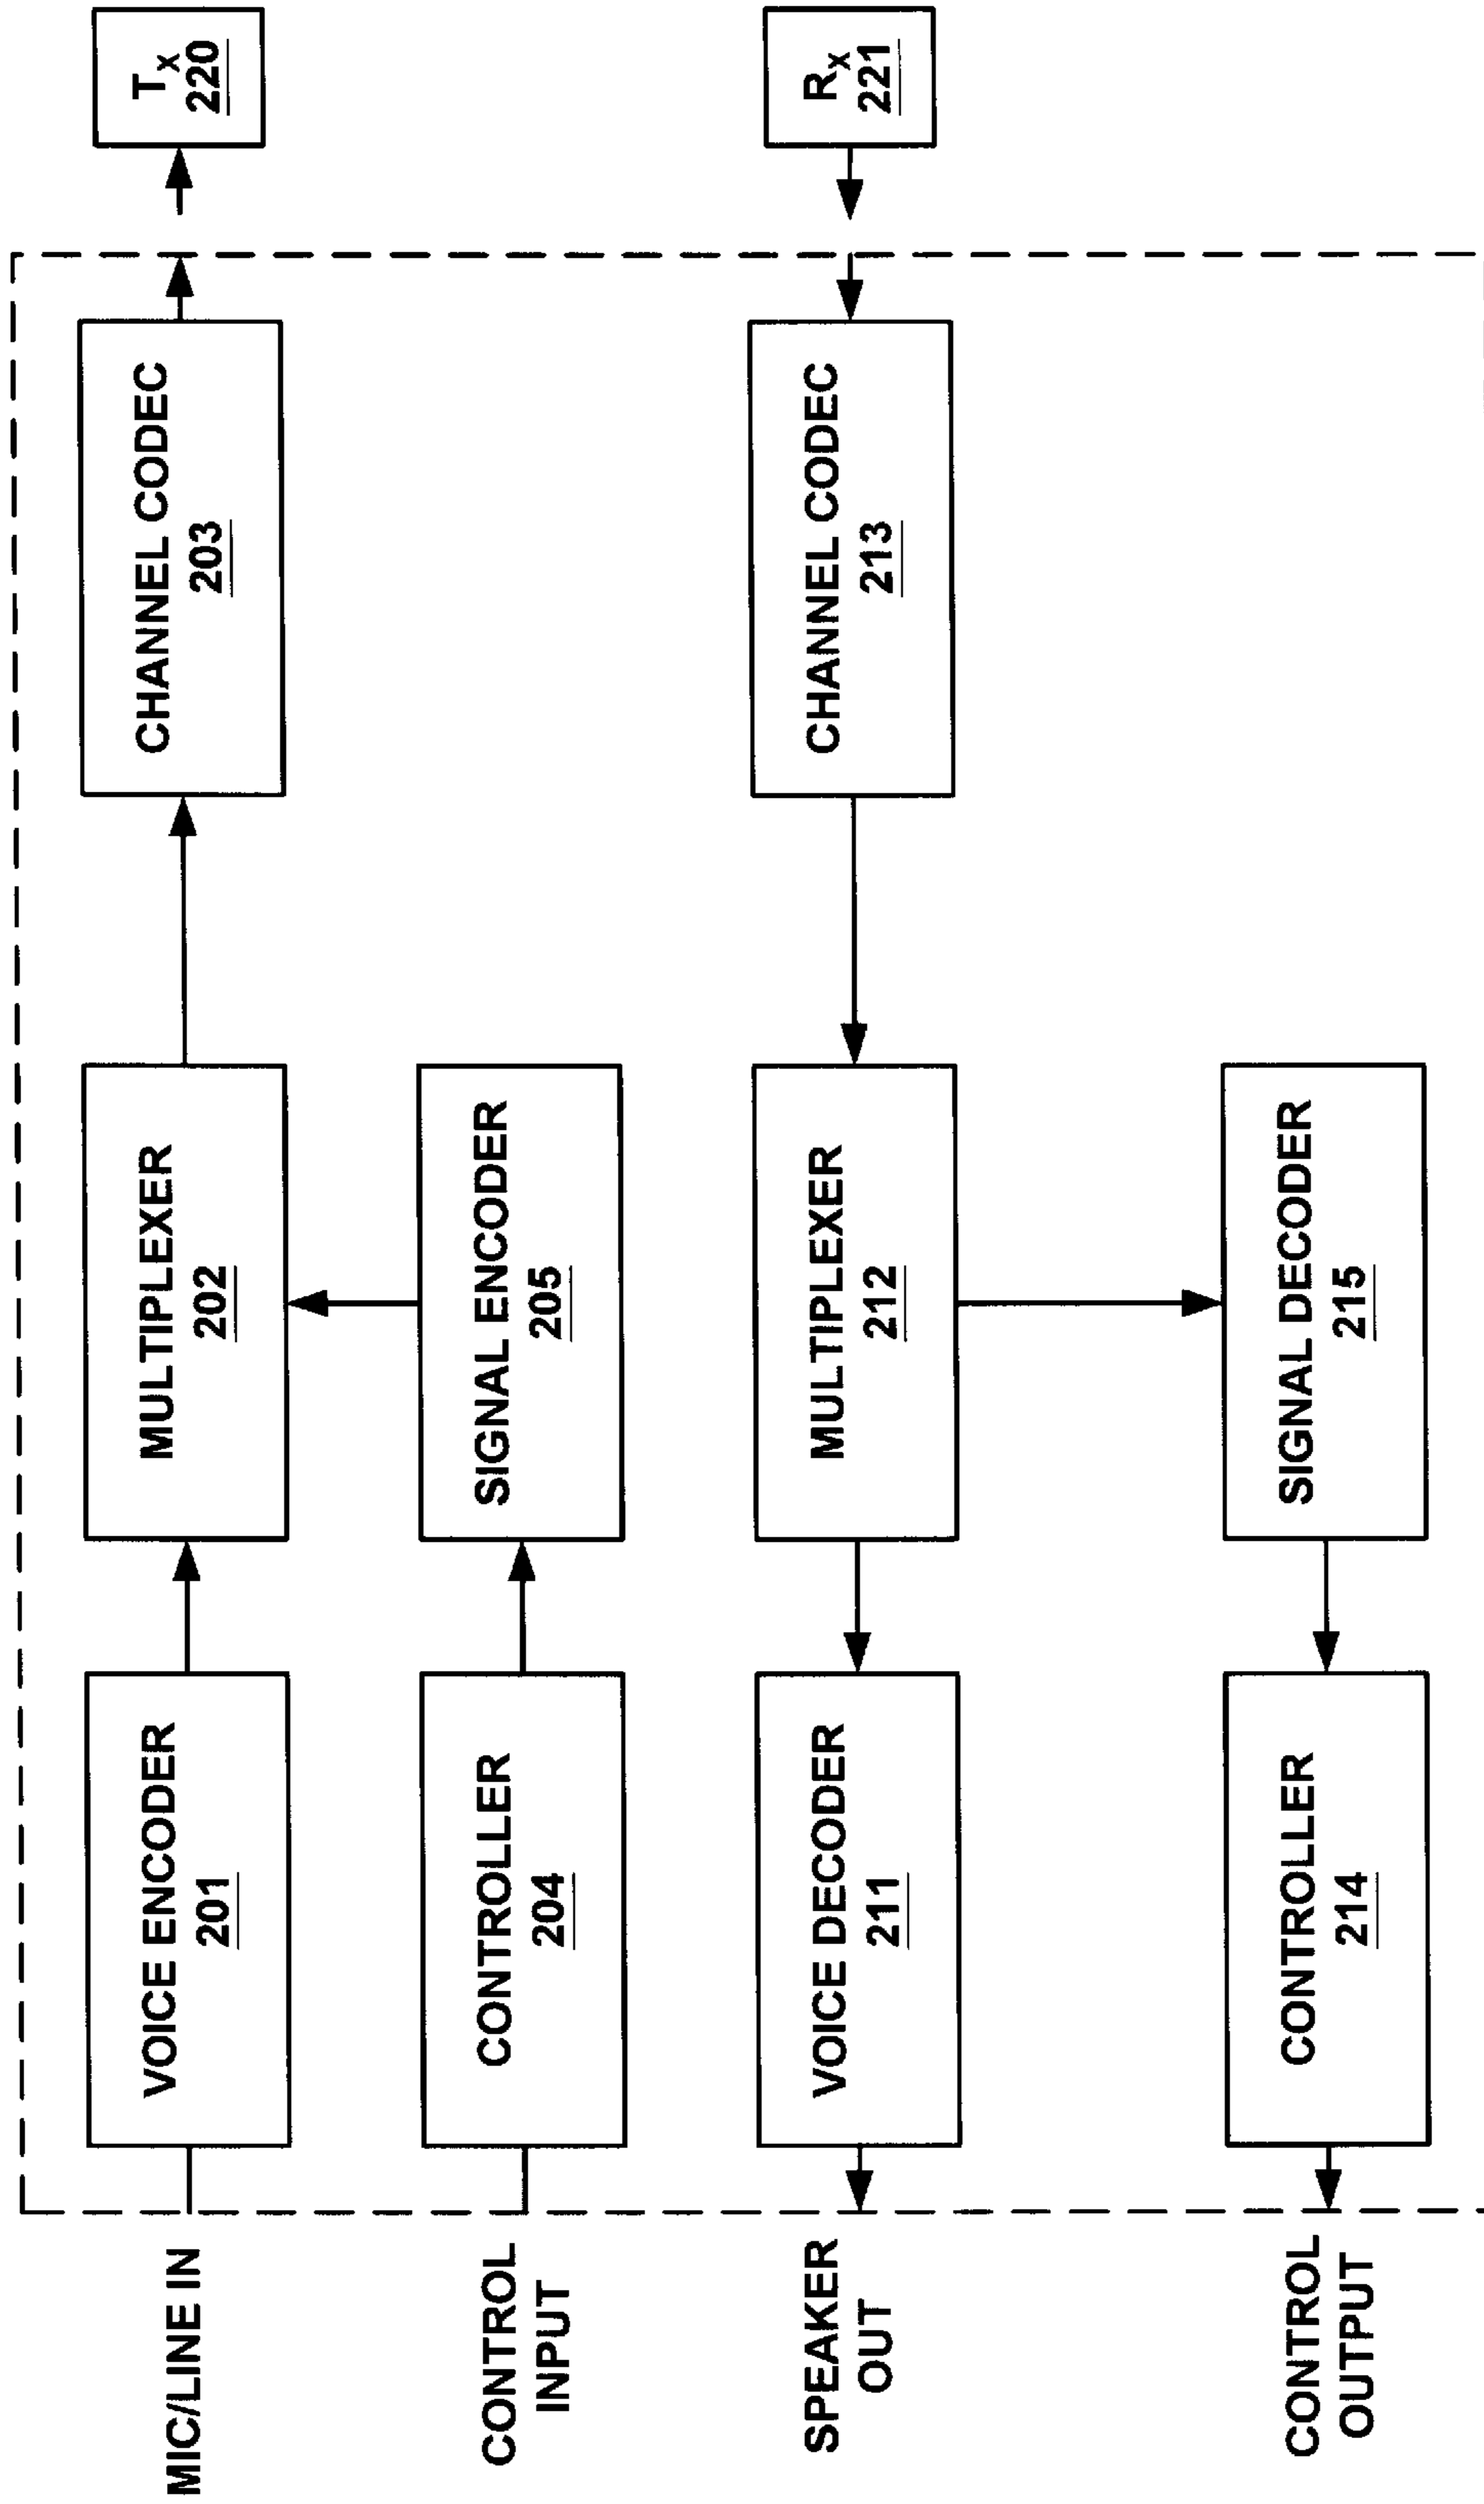 MIC/LINE IN
VOICE ENCODER
201
MULTIPLEXER
202
CHANNEL CODEC
203
Tx
220
CONTROL
INPUT
CONTROLLER
204
SIGNAL ENCODER
205
SPEAKER
OUT
VOICE DECODER
211
MULTIPLEXER
212
CHANNEL CODEC
213
Rx
221
CONTROL
OUTPUT
CONTROLLER
214
SIGNAL DECODER
215